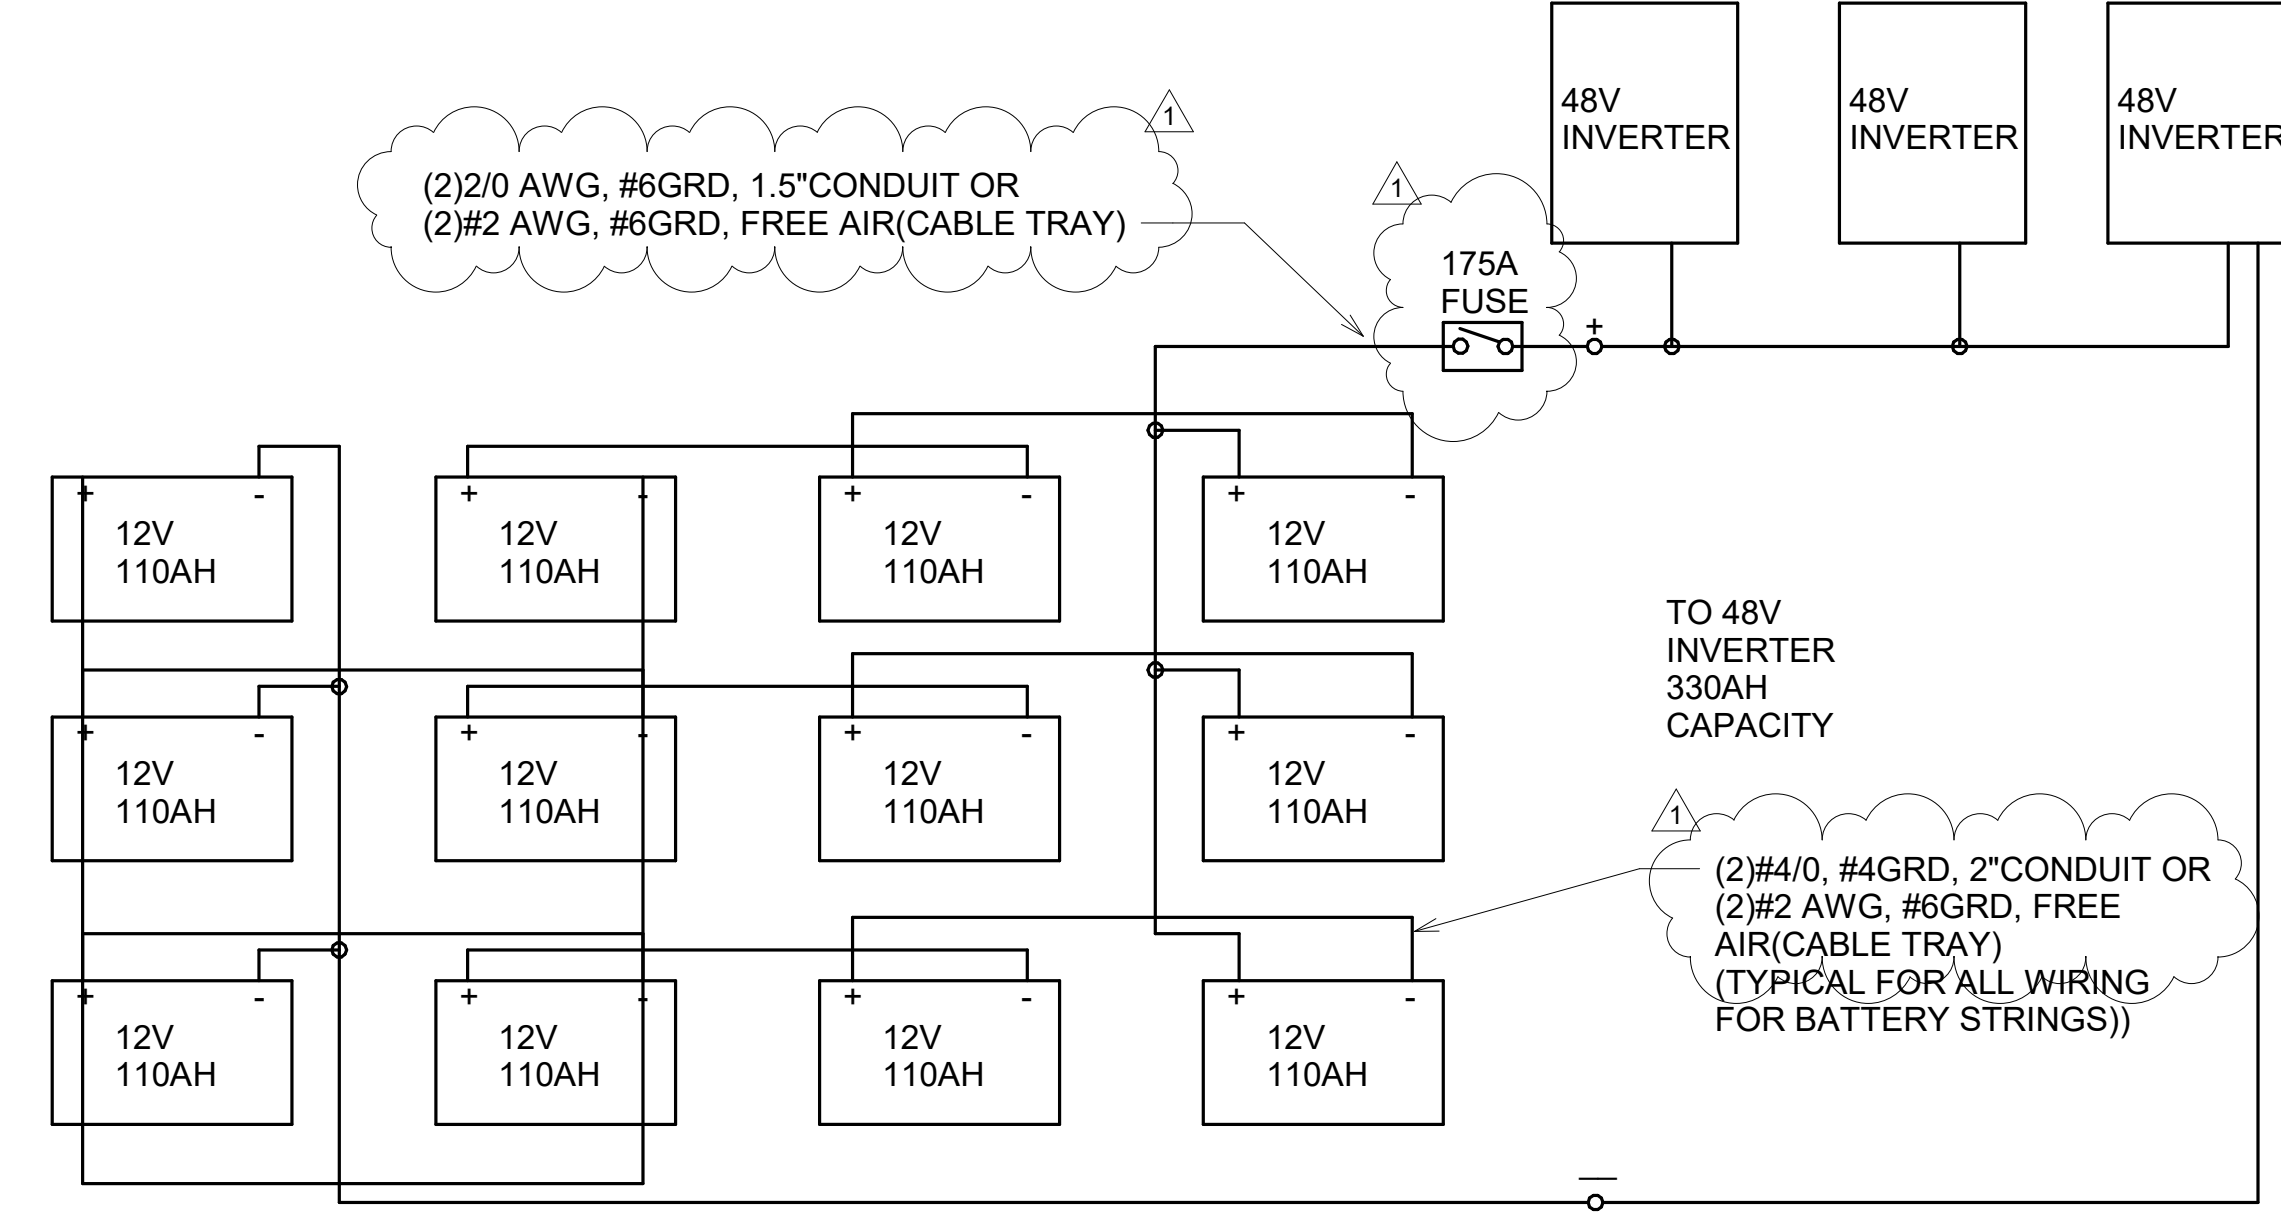 48V
INVERTER
48V
INVERTER
48V
INVERTER
1
(2)2/0 AWG, #6GRD, 1.5"CONDUIT OR
(2)#2 AWG, #6GRD, FREE AIR(CABLE TRAY)
1
175A
FUSE
+
+ -
12V
110AH
+ -
12V
110AH
+ -
12V
110AH
+ -
12V
110AH
TO 48V
INVERTER
330AH
CAPACITY
+ -
12V
110AH
+ -
12V
110AH
+ -
12V
110AH
+ -
12V
110AH
1
(2)#4/0, #4GRD, 2"CONDUIT OR
(2)#2 AWG, #6GRD, FREE
AIR(CABLE TRAY)
(TYPICAL FOR ALL WIRING
FOR BATTERY STRINGS))
+ -
12V
110AH
+ -
12V
110AH
+ -
12V
110AH
+ -
12V
110AH
—